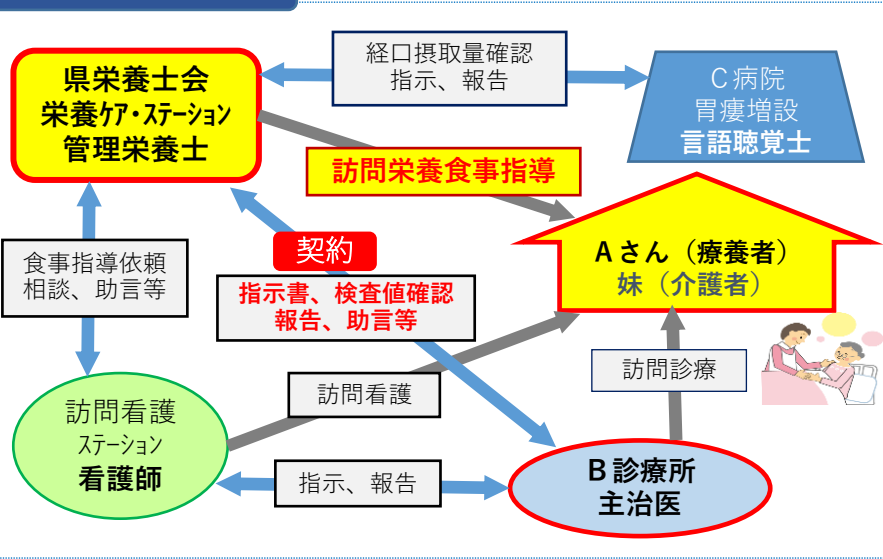 県栄養士会
栄養ケア・ステーション
管理栄養士
経口摂取量確認
指示、報告
C病院
胃瘻増設
言語聴覚士
訪問栄養食事指導
Aさん（療養者）
妹（介護者）
食事指導依頼
相談、助言等
契約
指示書、検査値確認
報告、助言等
訪問看護
訪問診療
訪問看護
ステーション
看護師
指示、報告
B診療所
主治医